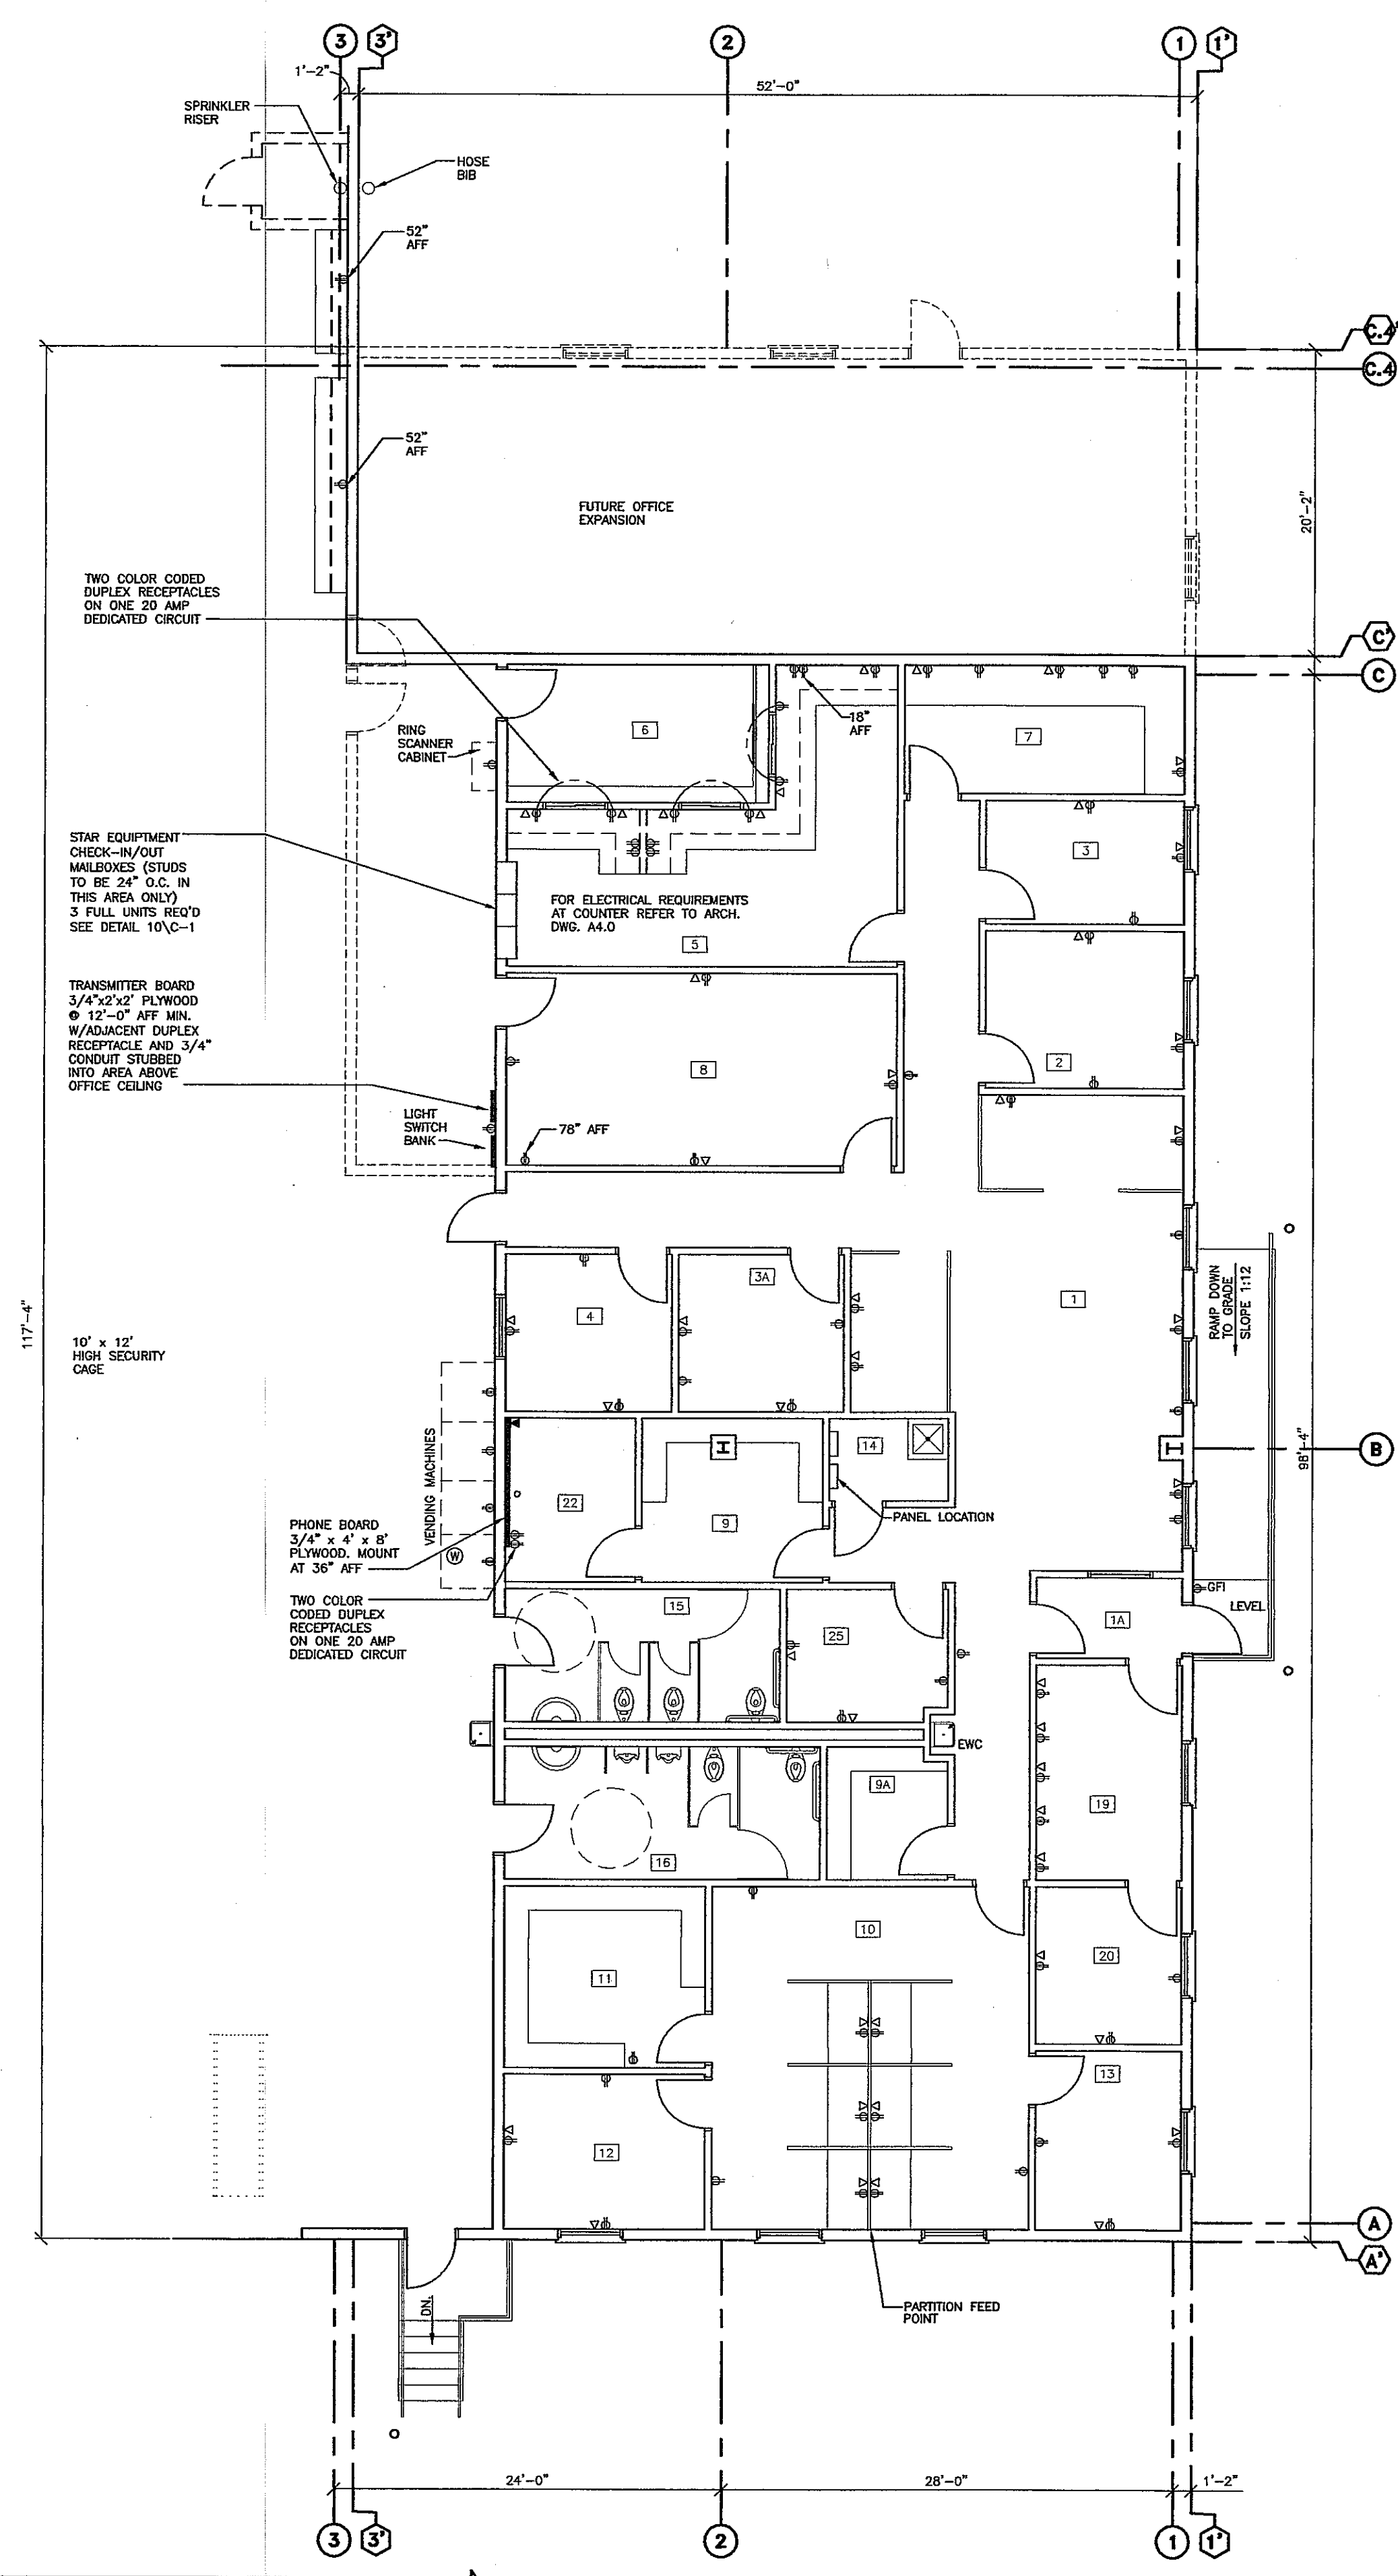 3
3'
2
1
1'
1'-2"
52'-0"
SPRINKLER
RISER
HOSE
BIB
52"
AFF
C.4'
C.4
52"
AFF
FUTURE OFFICE
EXPANSION
20'-2"
TWO COLOR CODED
DUPLEX RECEPTACLES
ON ONE 20 AMP
DEDICATED CIRCUIT
C'
C
RING
SCANNER
CABINET
6
18"
AFF
7
STAR EQUIPTMENT
CHECK-IN/OUT
MAILBOXES (STUDS
TO BE 24" O.C. IN
THIS AREA ONLY)
3 FULL UNITS REQ'D
SEE DETAIL 10\C-1
3
FOR ELECTRICAL REQUIREMENTS
AT COUNTER REFER TO ARCH.
DWG. A4.0
5
TRANSMITTER BOARD
3/4"x2'x2' PLYWOOD
@ 12'-0" AFF MIN.
W/ADJACENT DUPLEX
RECEPTACLE AND 3/4"
CONDUIT STUBBED
INTO AREA ABOVE
OFFICE CEILING
8
2
LIGHT
SWITCH
BANK
78" AFF
117'-4"
10' x 12'
HIGH SECURITY
CAGE
4
3A
1
RAMP DOWN
TO GRADE
SLOPE 1:12
98'-4"
B
VENDING MACHINES
14
22
9
PANEL LOCATION
PHONE BOARD
3/4" x 4' x 8'
PLYWOOD. MOUNT
AT 36" AFF
W
TWO COLOR
CODED DUPLEX
RECEPTACLES
ON ONE 20 AMP
DEDICATED CIRCUIT
15
25
1A
GFI
LEVEL
EWC
9A
19
16
10
11
20
13
12
A
A'
DN.
PARTITION FEED
POINT
24'-0"
28'-0"
1'-2"
3
3'
2
1
1'